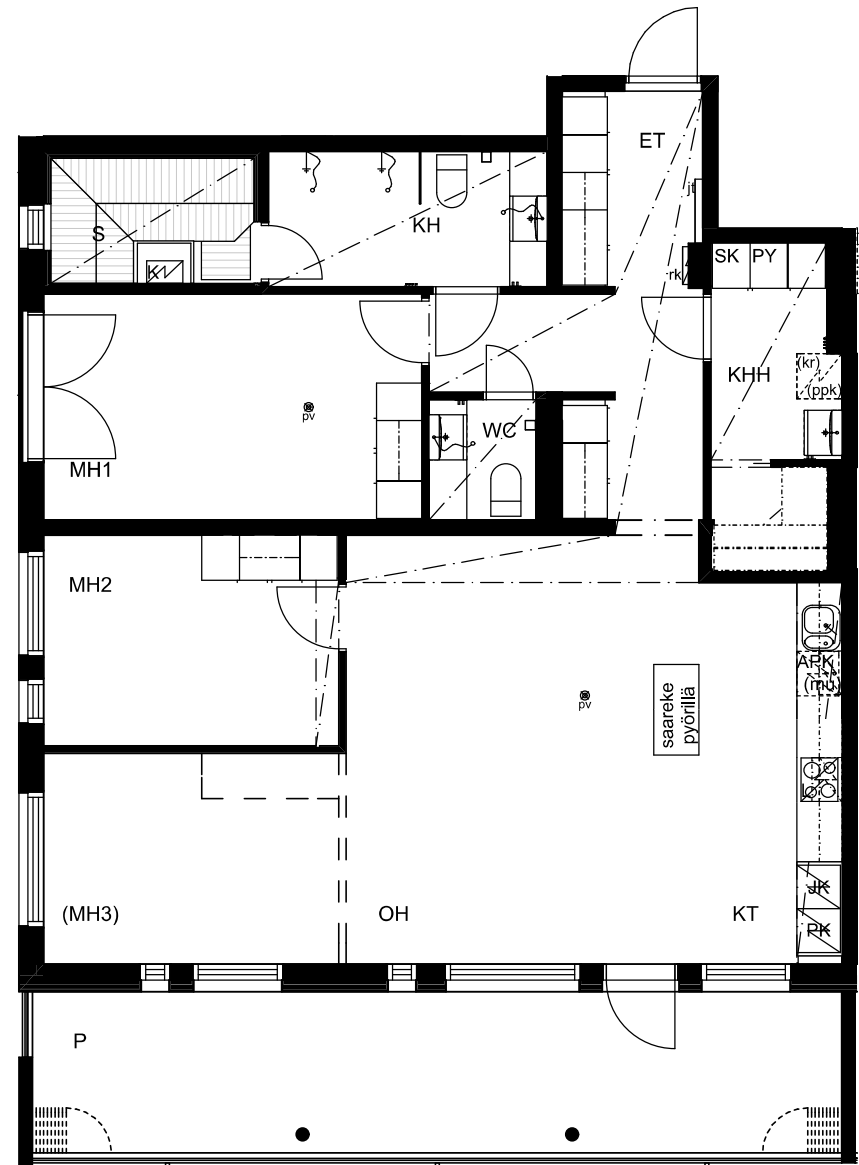 ET
jt
S
KH
K
rk
SK PY
(kr)
KHH
(ppk)
pv
WC
MH1
MH2
APK
(mu)
saareke
pyörillä
pv
JK
(MH3)
OH
KT
PK
P